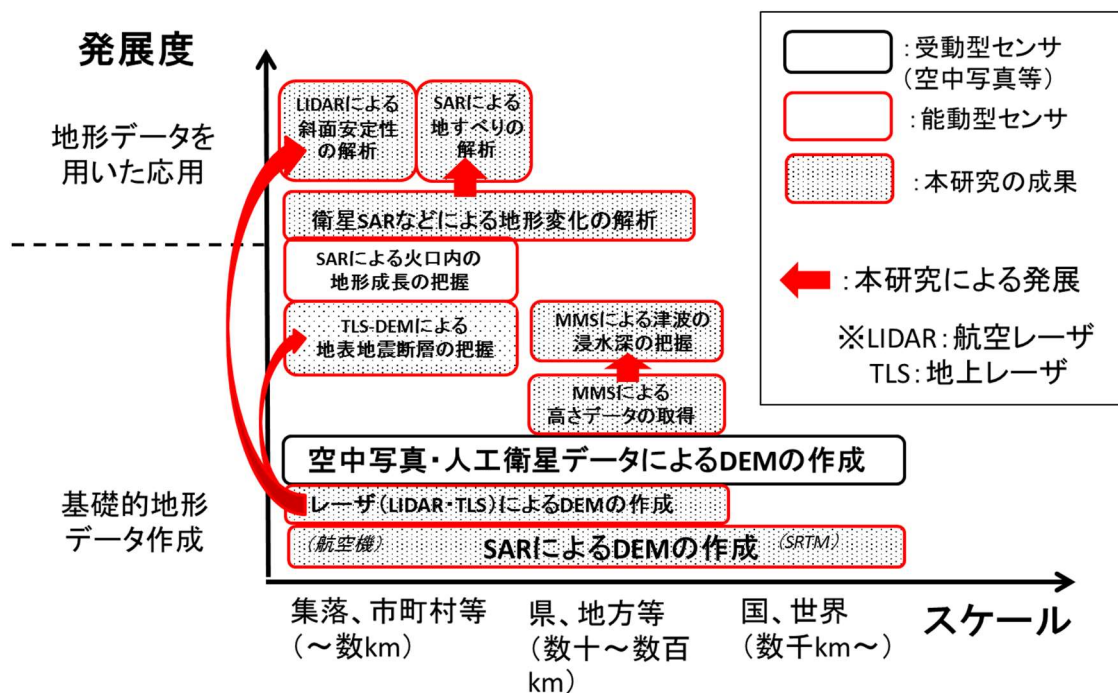 発展度
地形データを
用いた応用
基礎的地形
データ作成
LIDARによる
斜面安定性
の解析
SARによる
地すべりの
解析
衛星SARなどによる地形変化の解析
SARによる火口内の
地形成長の把握
TLS-DEMによる
地表地震断層の把握
MMSによる津波の
浸水深の把握
MMSによる
高さデータの取得
空中写真・人工衛星データによるDEMの作成
レーザ(LIDAR・TLS)によるDEMの作成
(航空機) SARによるDEMの作成 (SRTM)
集落、市町村等
(～数km)
県、地方等
(数十～数百
km)
国、世界
(数千km～)
スケール
:受動型センサ
(空中写真等)
:能動型センサ
:本研究の成果
:本研究による発展
※LIDAR:航空レーザ
TLS:地上レーザ